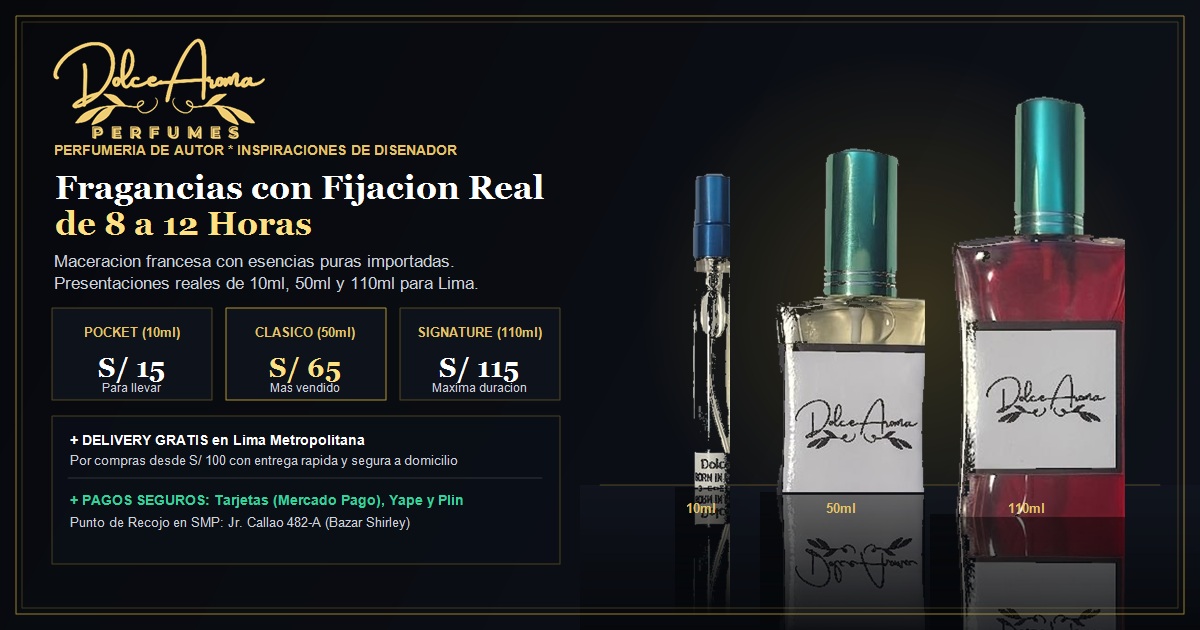 Dolce Aroma
PERFUMES
PERFUMERIA DE AUTOR * INSPIRACIONES DE DISENADOR
Fragancias con Fijacion Real
de 8 a 12 Horas
Maceracion francesa con esencias puras importadas.
Presentaciones reales de 10ml, 50ml y 110ml para Lima.
POCKET (10ml)
S/ 15
Para llevar
CLASICO (50ml)
S/ 65
Mas vendido
SIGNATURE (110ml)
S/ 115
Maxima duracion
+ DELIVERY GRATIS en Lima Metropolitana
Por compras desde S/ 100 con entrega rapida y segura a domicilio
+ PAGOS SEGUROS: Tarjetas (Mercado Pago), Yape y Plin
Punto de Recojo en SMP: Jr. Callao 482-A (Bazar Shirley)
Dolc
10ml
Dolce Aroma
50ml
Dolce Aroma
110ml